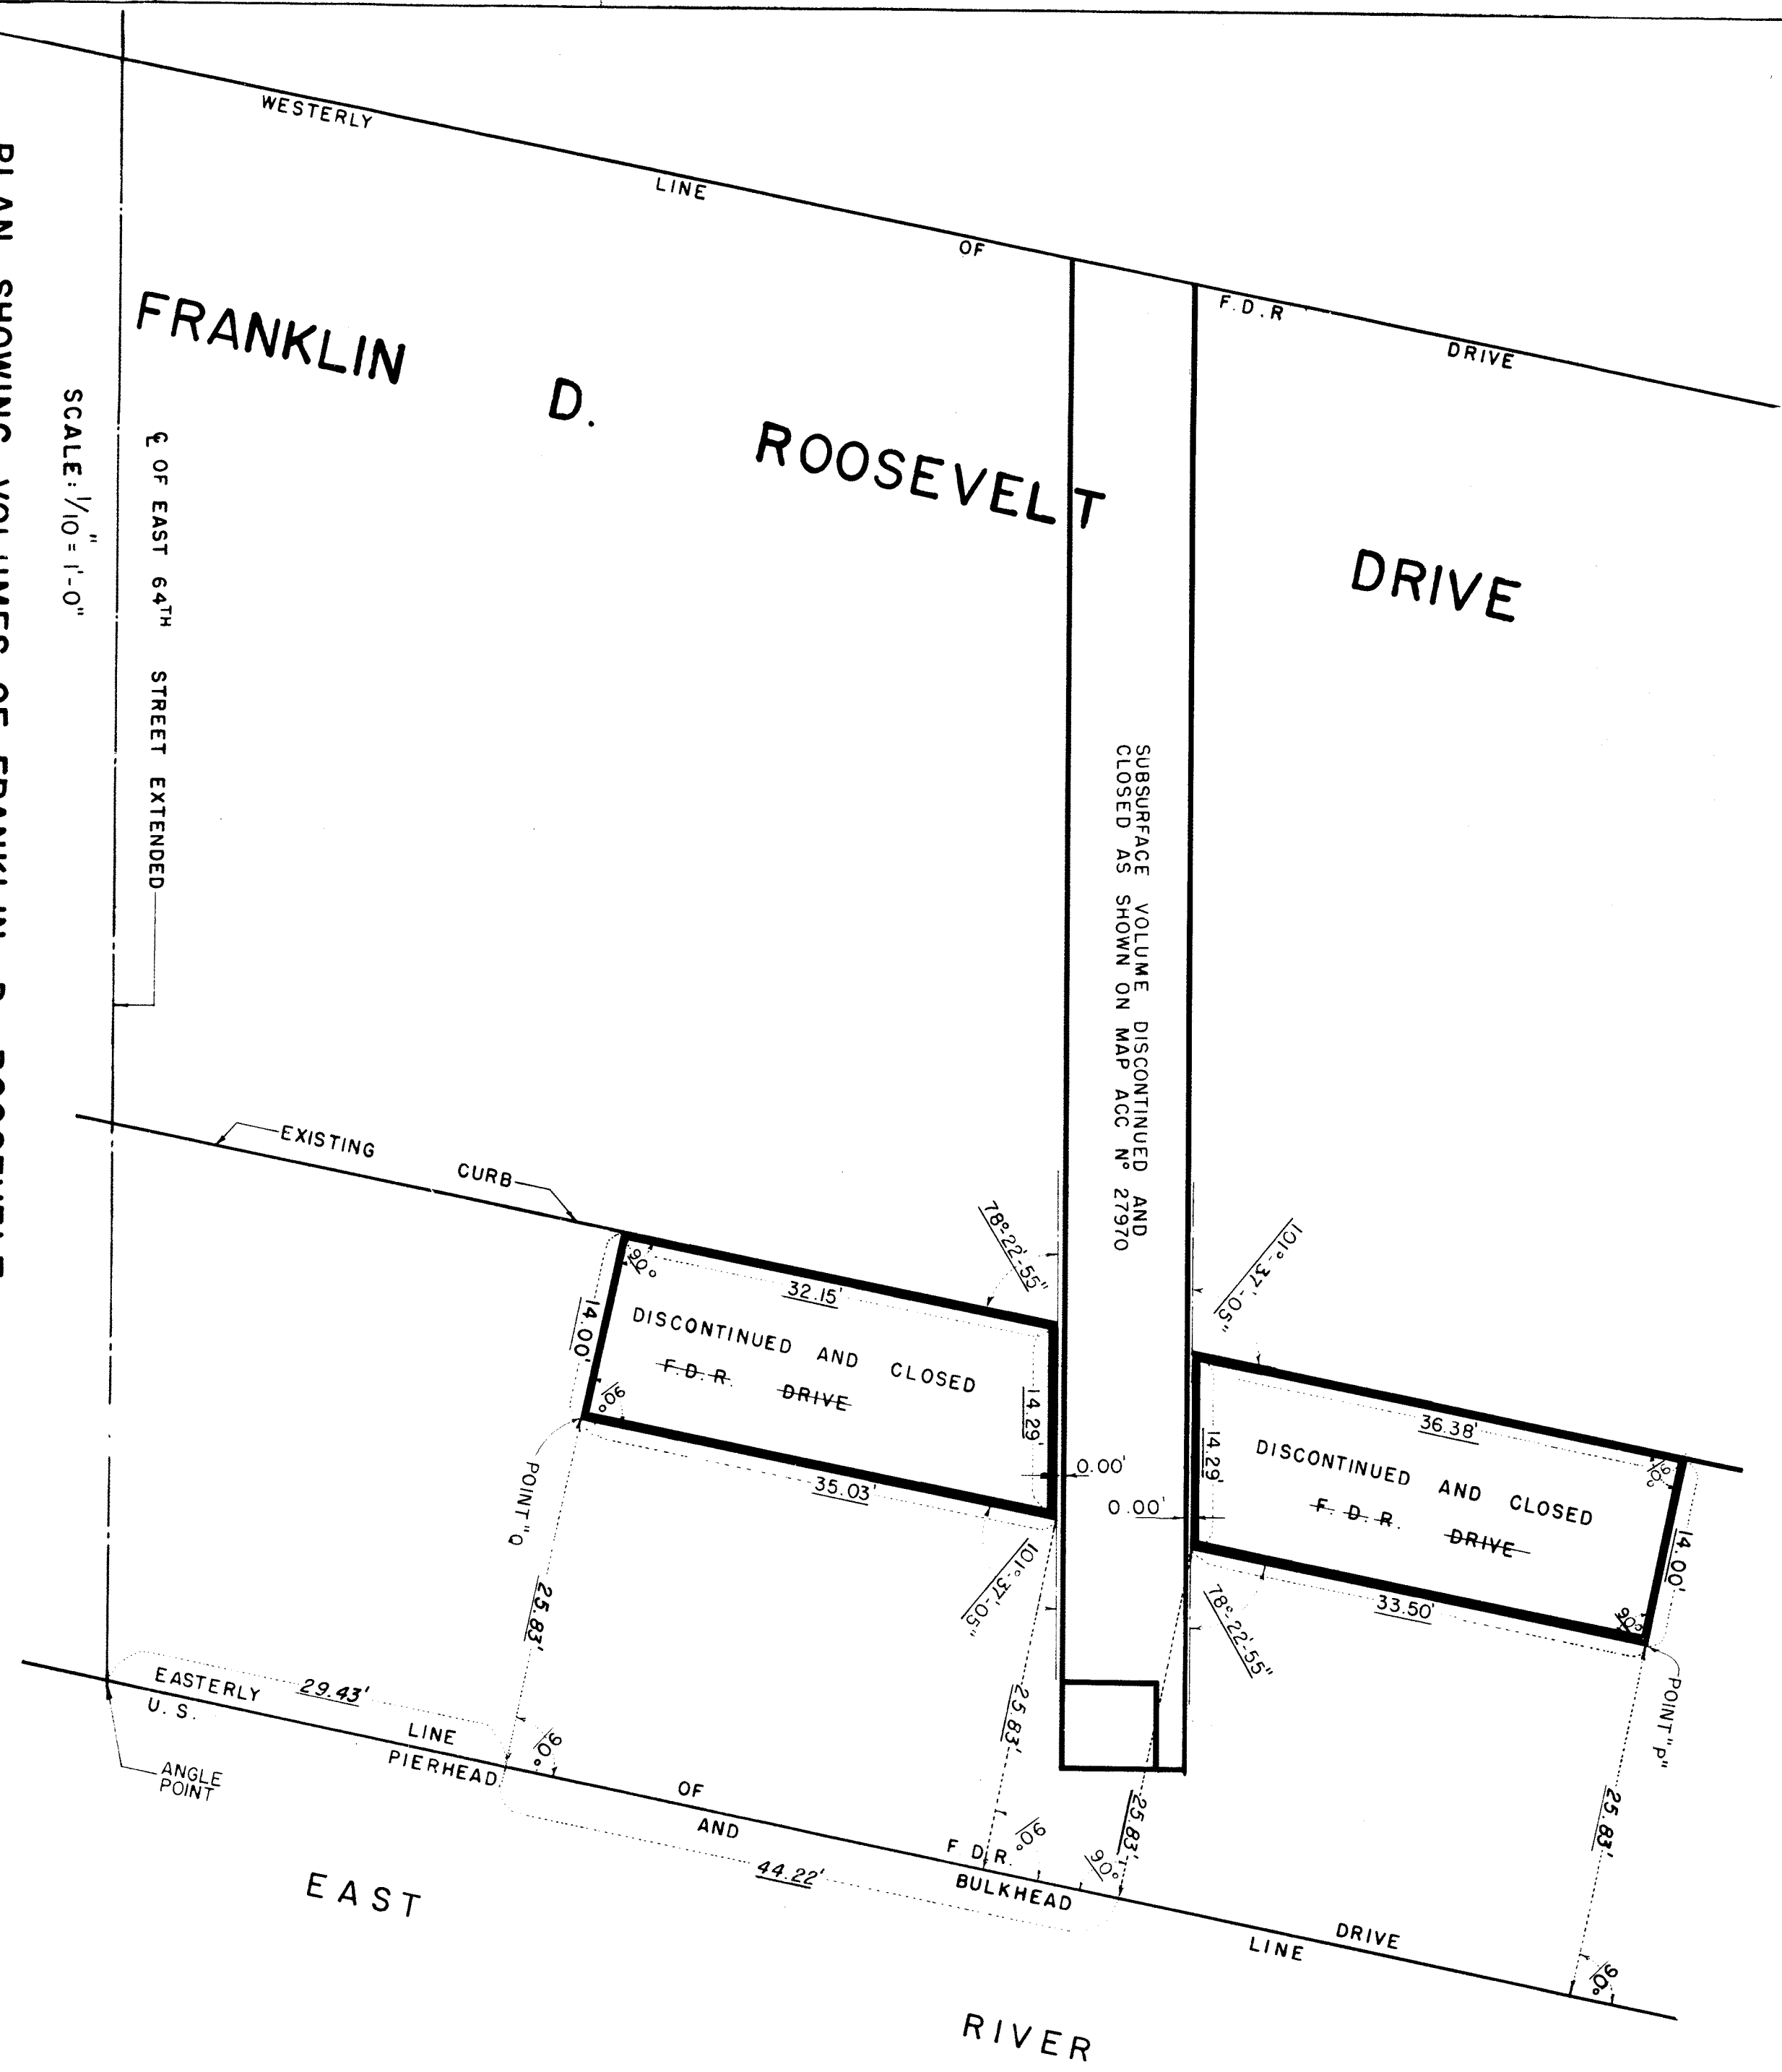 WESTERLY LINE OF F.D.R DRIVE
FRANKLIN D. ROOSEVELT DRIVE
SCALE: 1/10" = 1'-0"
℄ OF EAST 64TH STREET EXTENDED
SUBSURFACE VOLUME DISCONTINUED AND
CLOSED AS SHOWN ON MAP ACC Nº 27970
EXISTING CURB
78°-22'-55"
101°-37'-05"
90°
32.15'
14.00'
DISCONTINUED AND CLOSED
F.D.R. DRIVE
14.29'
90°
35.03'
0.00'
0.00'
14.29'
36.38'
90°
DISCONTINUED AND CLOSED
F. D. R. DRIVE
14.00'
90°
33.50'
POINT "Q
101°-37'-05"
78°-22'-55"
POINT "P"
25.83'
25.83'
25.83'
25.83'
29.43'
90°
90°
90°
90°
EASTERLY LINE OF F D.R. DRIVE
U.S. PIERHEAD AND BULKHEAD LINE
ANGLE
POINT
44.22'
EAST RIVER